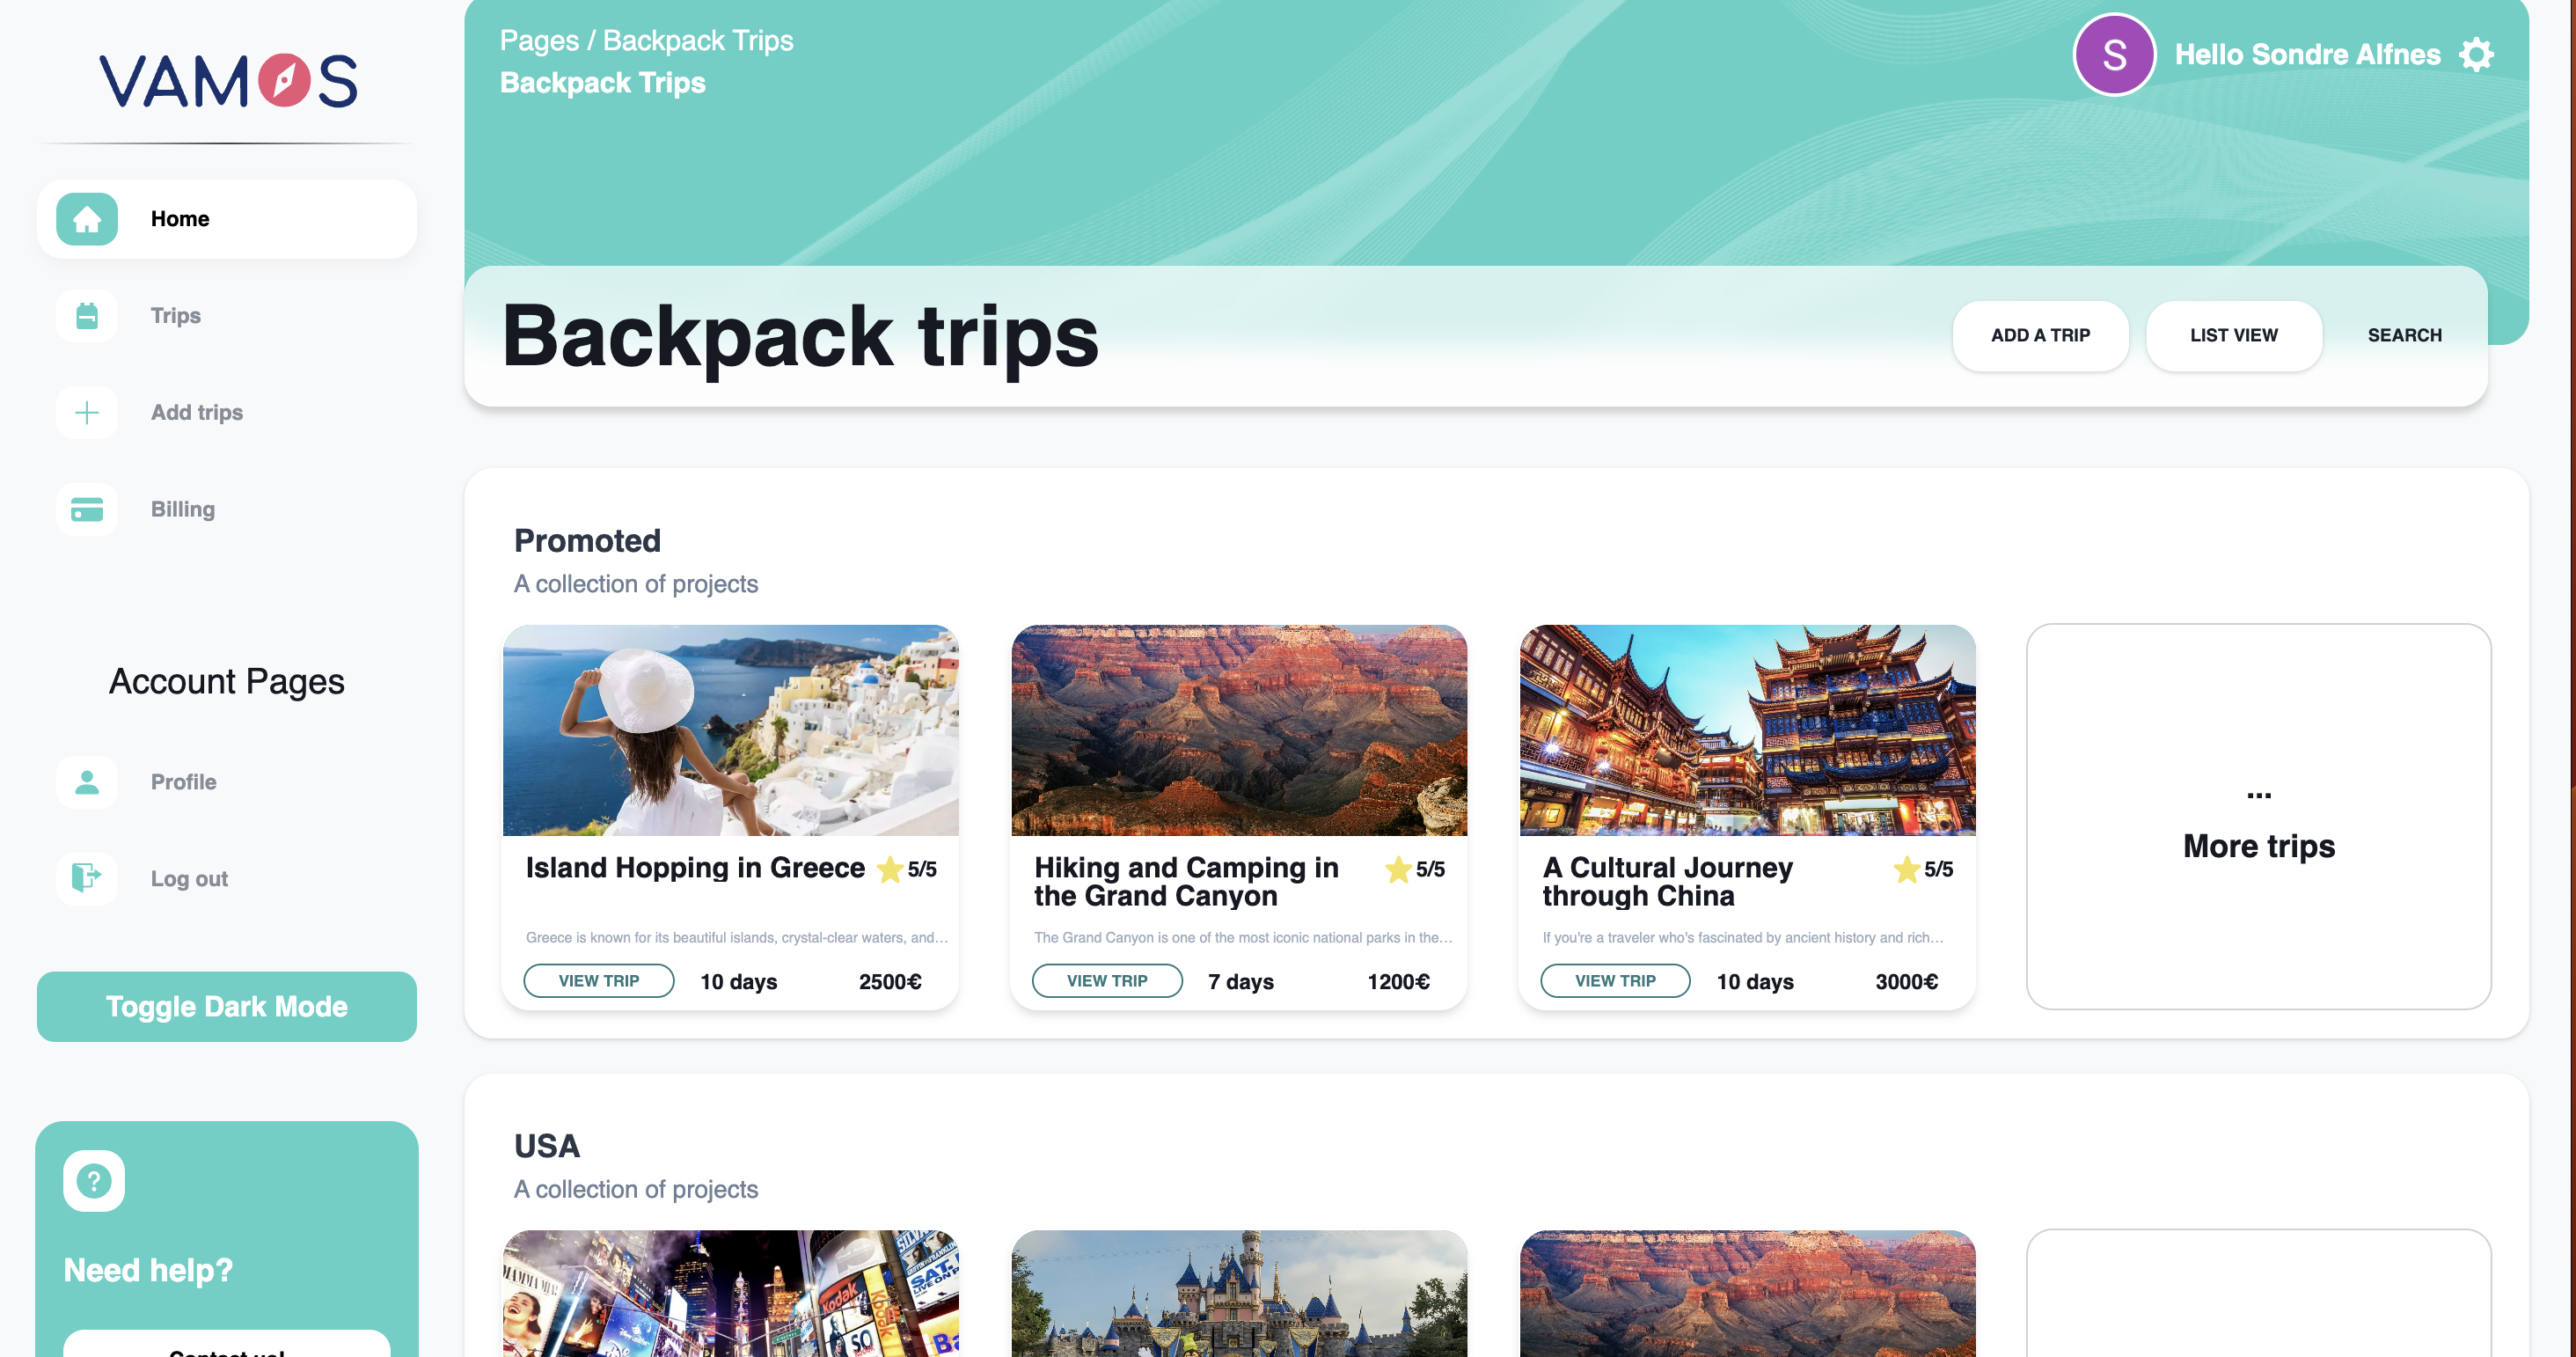 VAMOS
Home
Trips
Add trips
Billing
Account Pages
Profile
Log out
Toggle Dark Mode
?
Need help?
Contact us!
Pages / Backpack Trips
Backpack Trips
S
Hello Sondre Alfnes
Backpack trips
ADD A TRIP
LIST VIEW
SEARCH
Promoted
A collection of projects
Island Hopping in Greece
5/5
Greece is known for its beautiful islands, crystal-clear waters, and...
VIEW TRIP
10 days
2500€
Hiking and Camping in
the Grand Canyon
5/5
The Grand Canyon is one of the most iconic national parks in the...
VIEW TRIP
7 days
1200€
A Cultural Journey
through China
5/5
If you're a traveler who's fascinated by ancient history and rich...
VIEW TRIP
10 days
3000€
...
More trips
USA
A collection of projects
Kodak
Kodak
SAT.